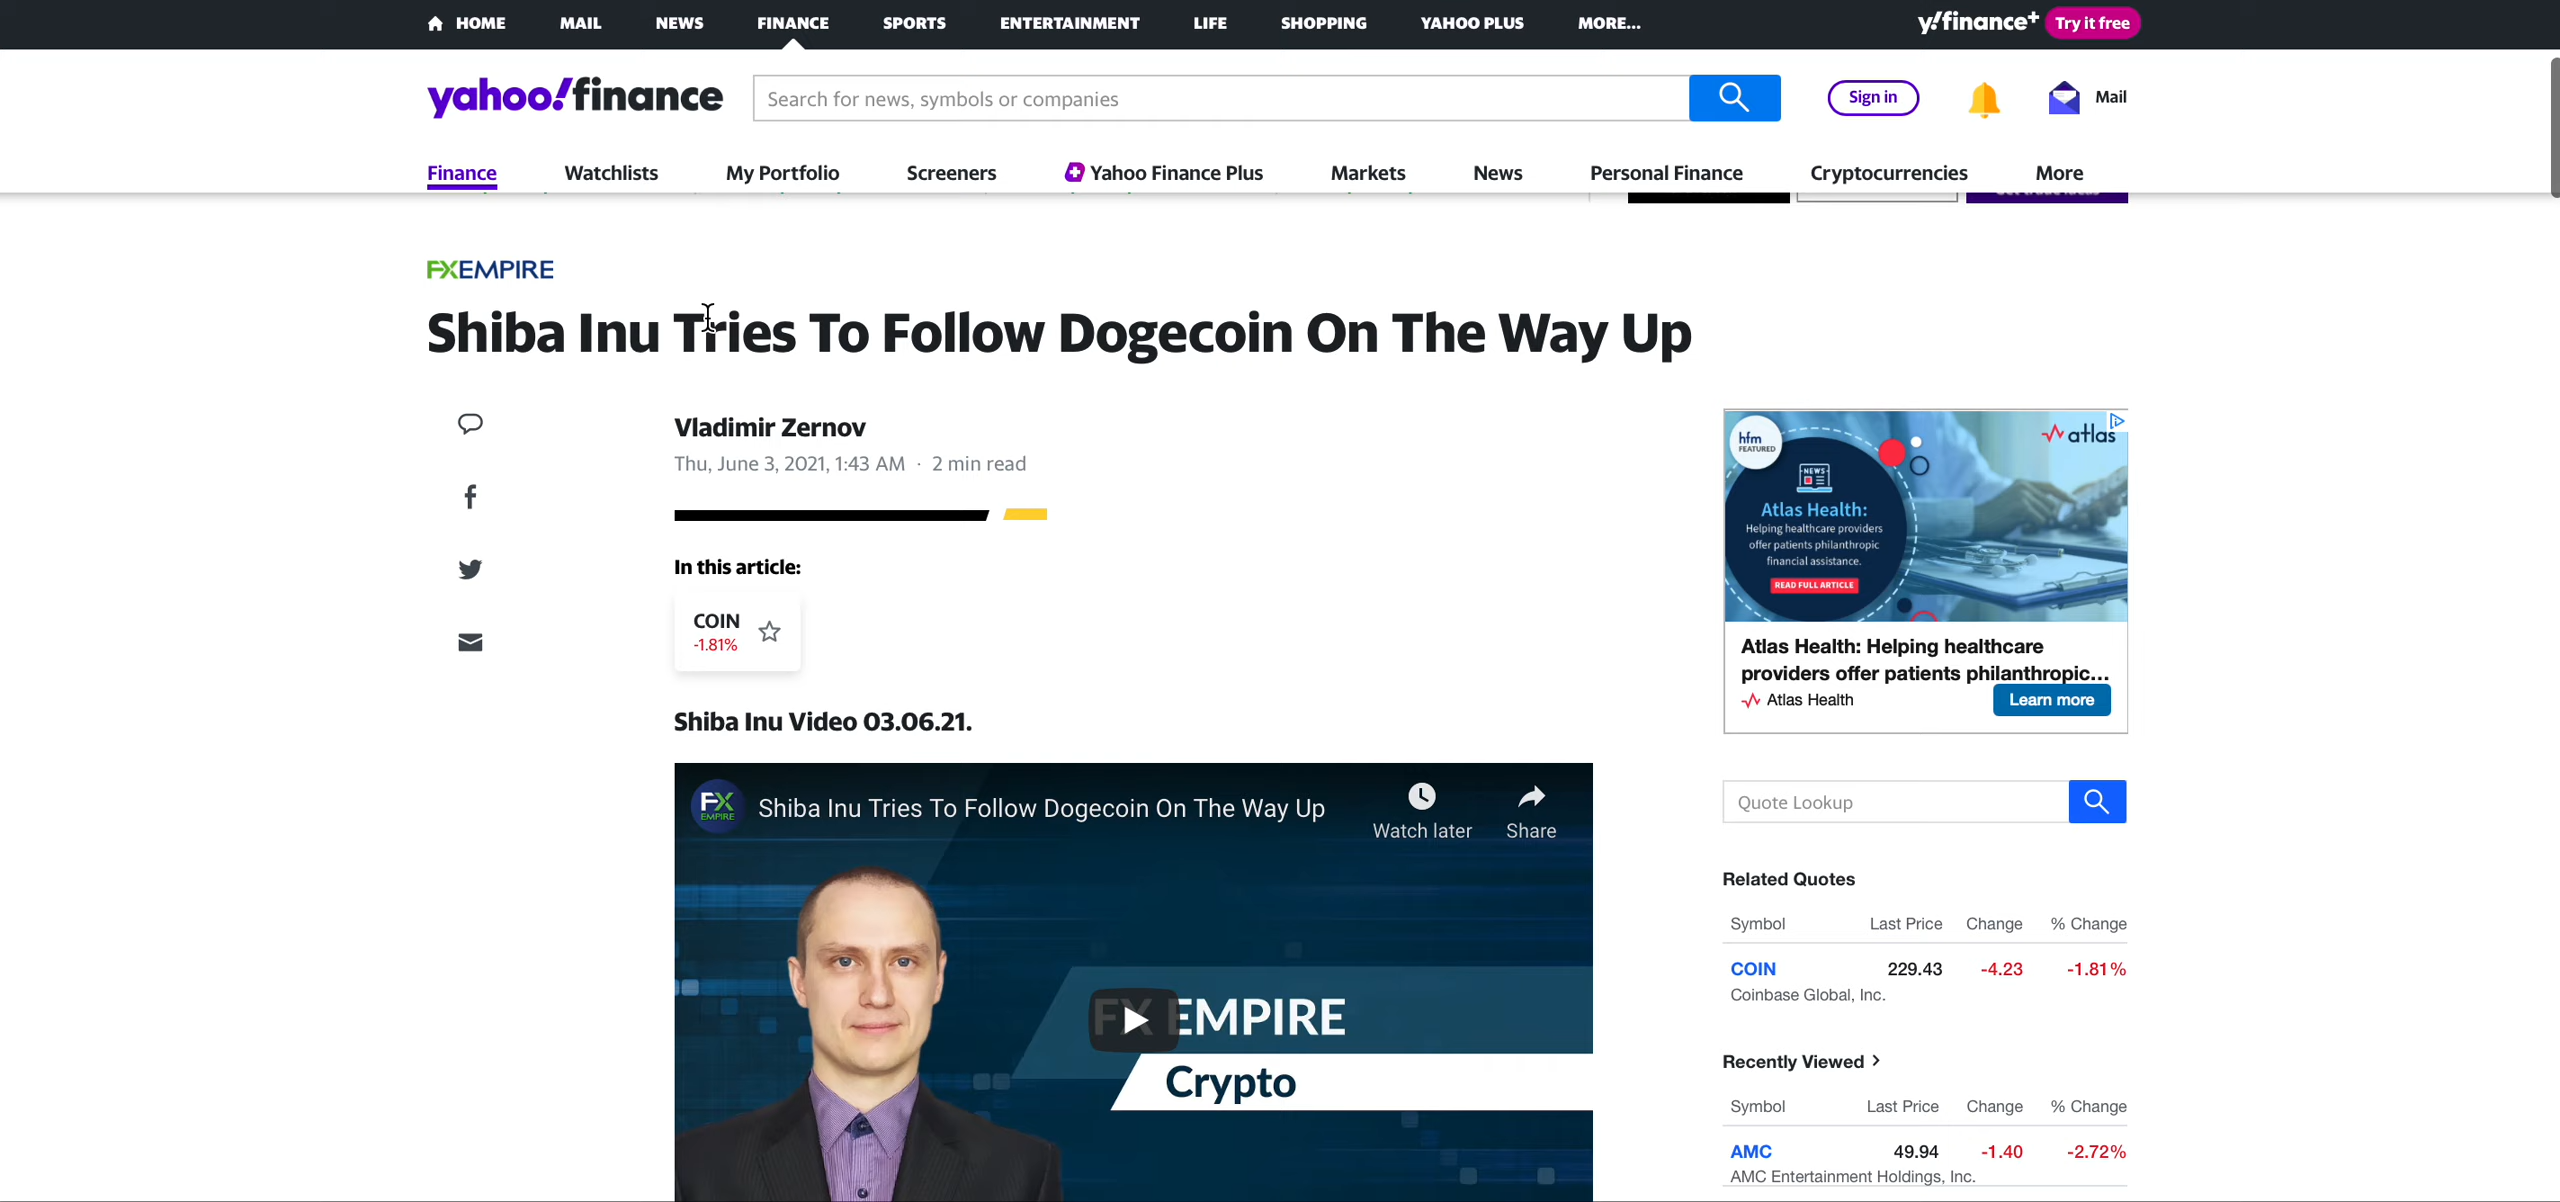 HOME MAIL NEWS FINANCE SPORTS ENTERTAINMENT LIFE SHOPPING YAHOO PLUS MORE... y!finance+ Try it free
yahoo!finance Search for news, symbols or companies Sign in Mail
Finance Watchlists My Portfolio Screeners Yahoo Finance Plus Markets News Personal Finance Cryptocurrencies More
FXEMPIRE
Shiba Inu Tries To Follow Dogecoin On The Way Up
Vladimir Zernov
Thu, June 3, 2021, 1:43 AM · 2 min read
In this article:
COIN
-1.81%
Shiba Inu Video 03.06.21.
FX EMPIRE
Shiba Inu Tries To Follow Dogecoin On The Way Up
Watch later Share
FX EMPIRE
Crypto
hfm
FEATURED
atlas
NEWS
Atlas Health:
Helping healthcare providers
offer patients philanthropic
financial assistance.
READ FULL ARTICLE
Atlas Health: Helping healthcare
providers offer patients philanthropic...
Atlas Health Learn more
Quote Lookup
Related Quotes
Symbol Last Price Change % Change
COIN 229.43 -4.23 -1.81%
Coinbase Global, Inc.
Recently Viewed >
Symbol Last Price Change % Change
AMC 49.94 -1.40 -2.72%
AMC Entertainment Holdings, Inc.